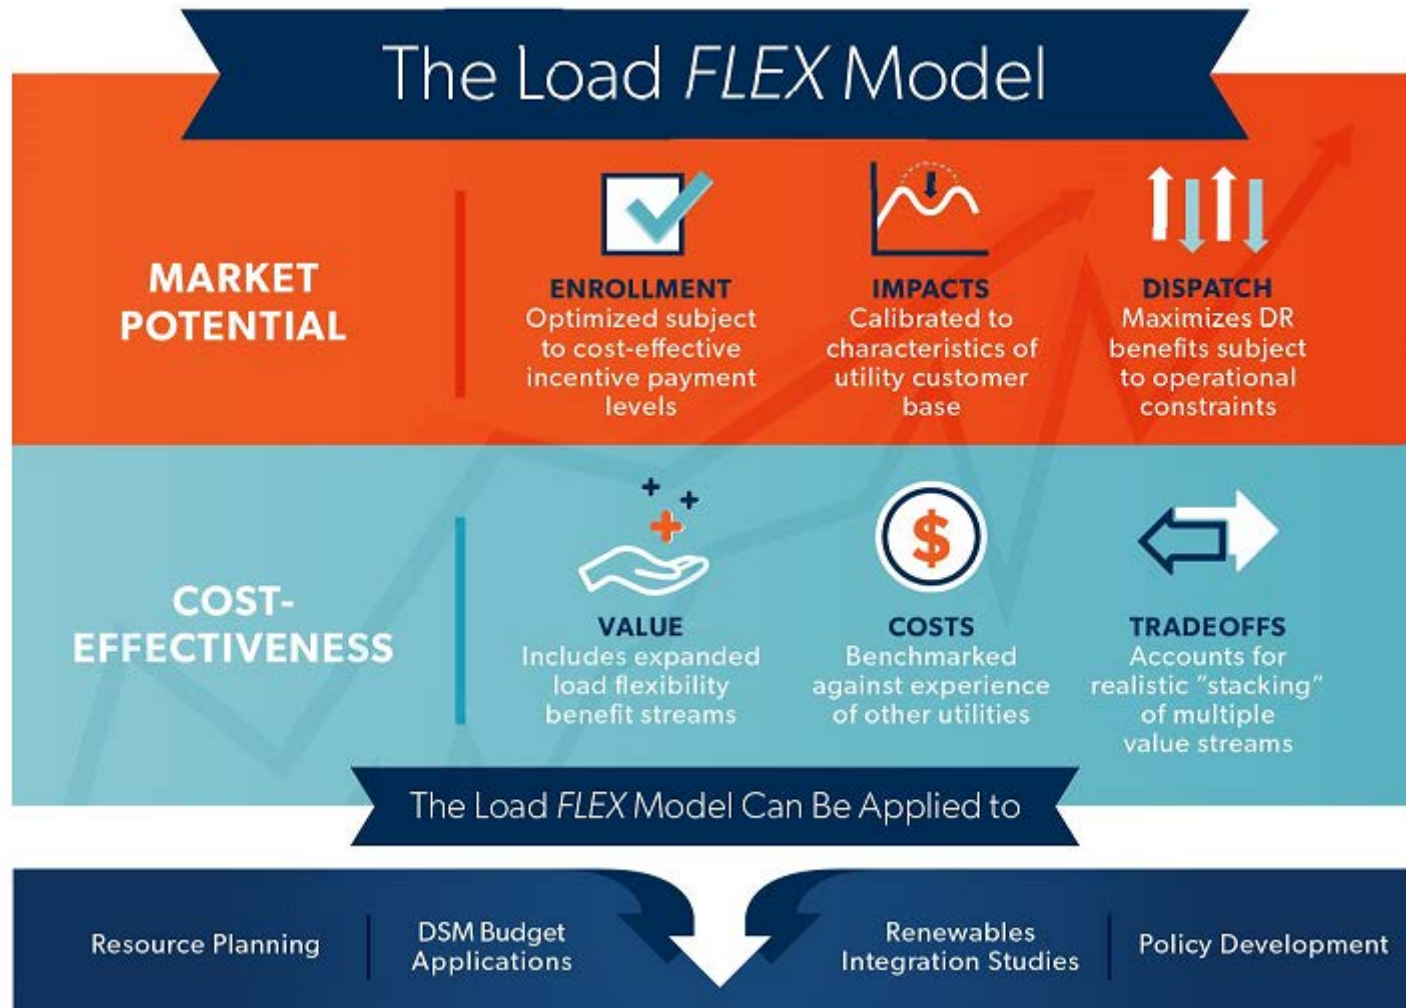 The Load FLEX Model
MARKET
POTENTIAL
ENROLLMENT
Optimized subject
to cost-effective
incentive payment
levels
IMPACTS
Calibrated to
characteristics of
utility customer
base
DISPATCH
Maximizes DR
benefits subject
to operational
constraints
COST-
EFFECTIVENESS
VALUE
Includes expanded
load flexibility
benefit streams
$
COSTS
Benchmarked
against experience
of other utilities
TRADEOFFS
Accounts for
realistic "stacking"
of multiple
value streams
The Load FLEX Model Can Be Applied to
Resource Planning
DSM Budget
Applications
Renewables
Integration Studies
Policy Development